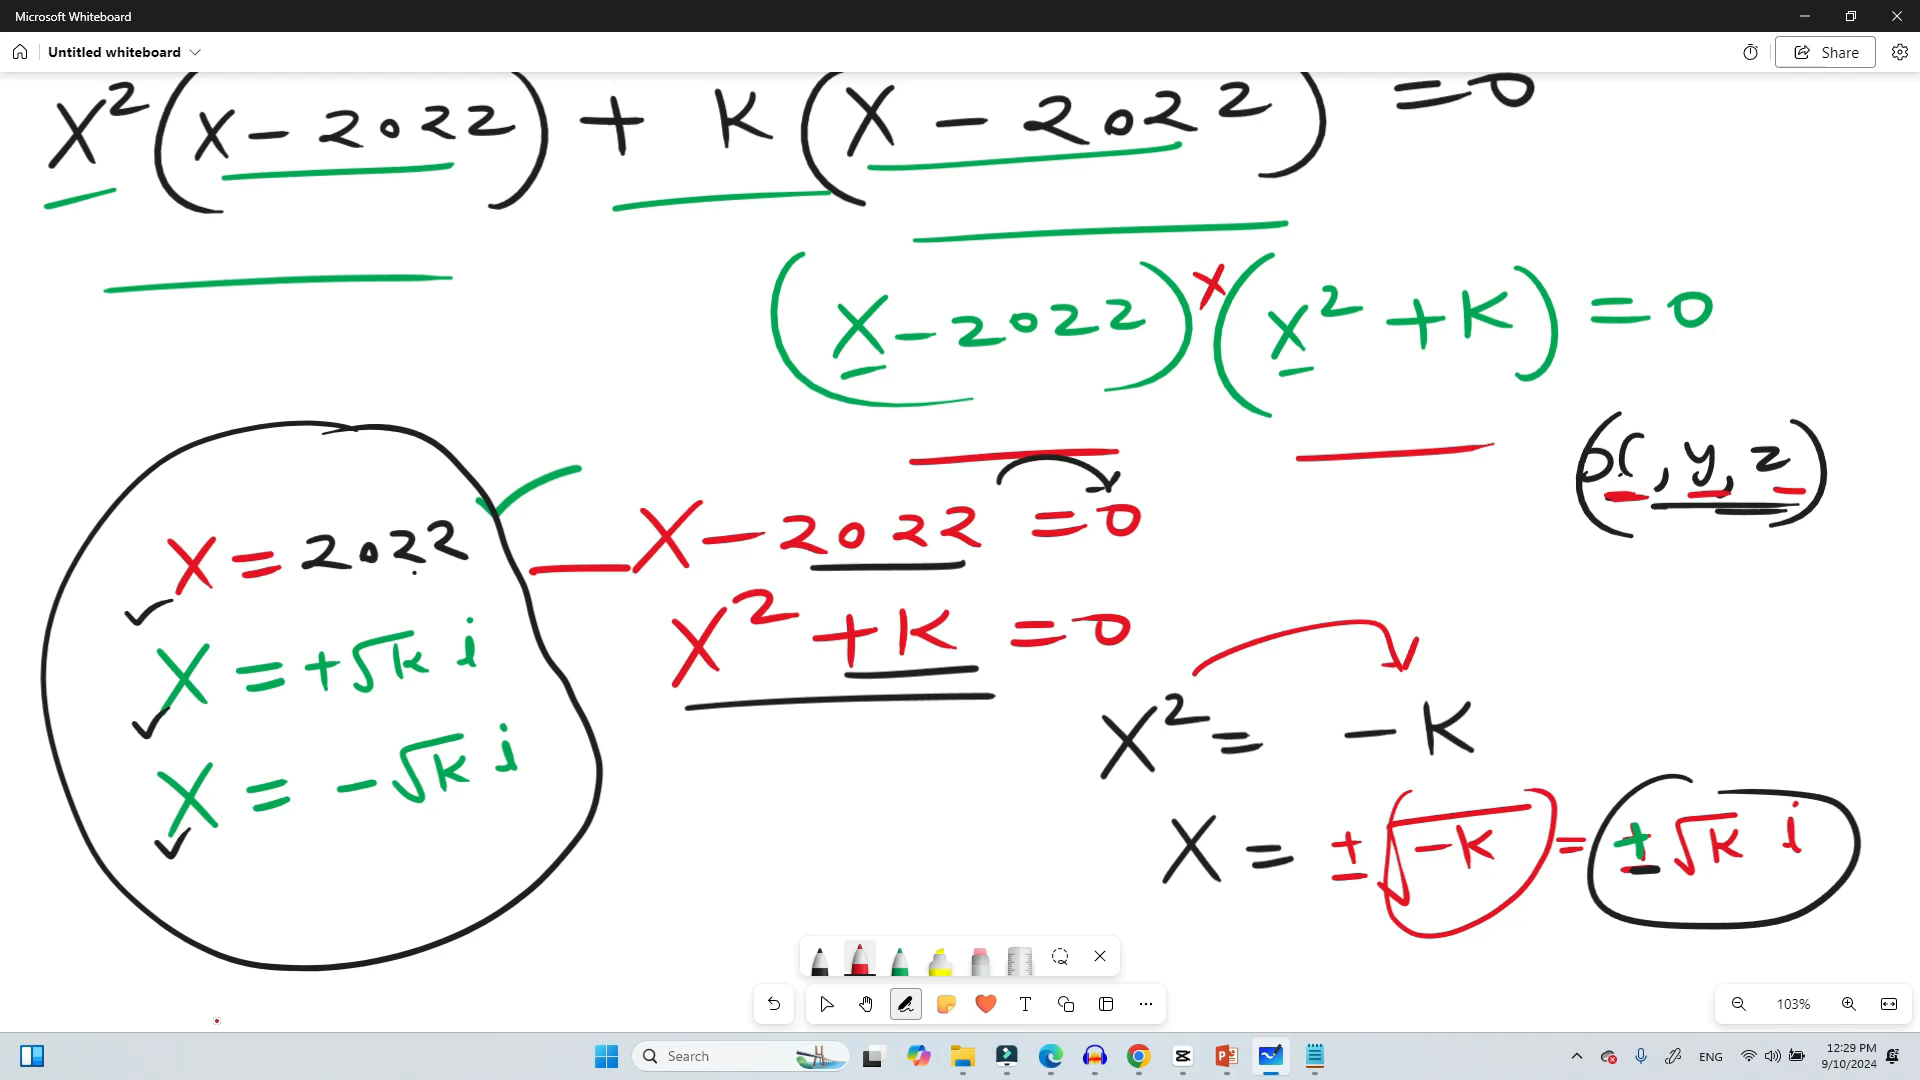 Microsoft Whiteboard
Untitled whiteboard
Share
X²(X-2022) + K(X-2022) =0
(X-2022)x(X²+K)=0
(x,y,z)
X-2022=0
X=2022
X²+K=0
X=+√K i
X²= -K
X= -√K i
X= ±√-K = ±√K i
T
103%
Search
ENG
12:29 PM
9/10/2024